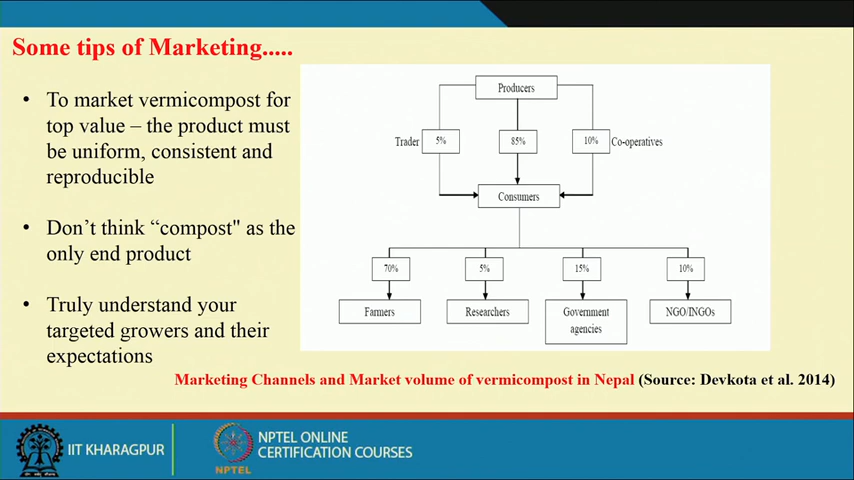 Some tips of Marketing.....
• To market vermicompost for
top value – the product must
be uniform, consistent and
reproducible
• Don’t think “compost" as the
only end product
• Truly understand your
targeted growers and their
expectations
Producers
Trader 5% 85% 10% Co-operatives
Consumers
70% 5% 15% 10%
Farmers Researchers Government
agencies NGO/INGOs
Marketing Channels and Market volume of vermicompost in Nepal (Source: Devkota et al. 2014)
IIT KHARAGPUR
NPTEL
NPTEL ONLINE
CERTIFICATION COURSES